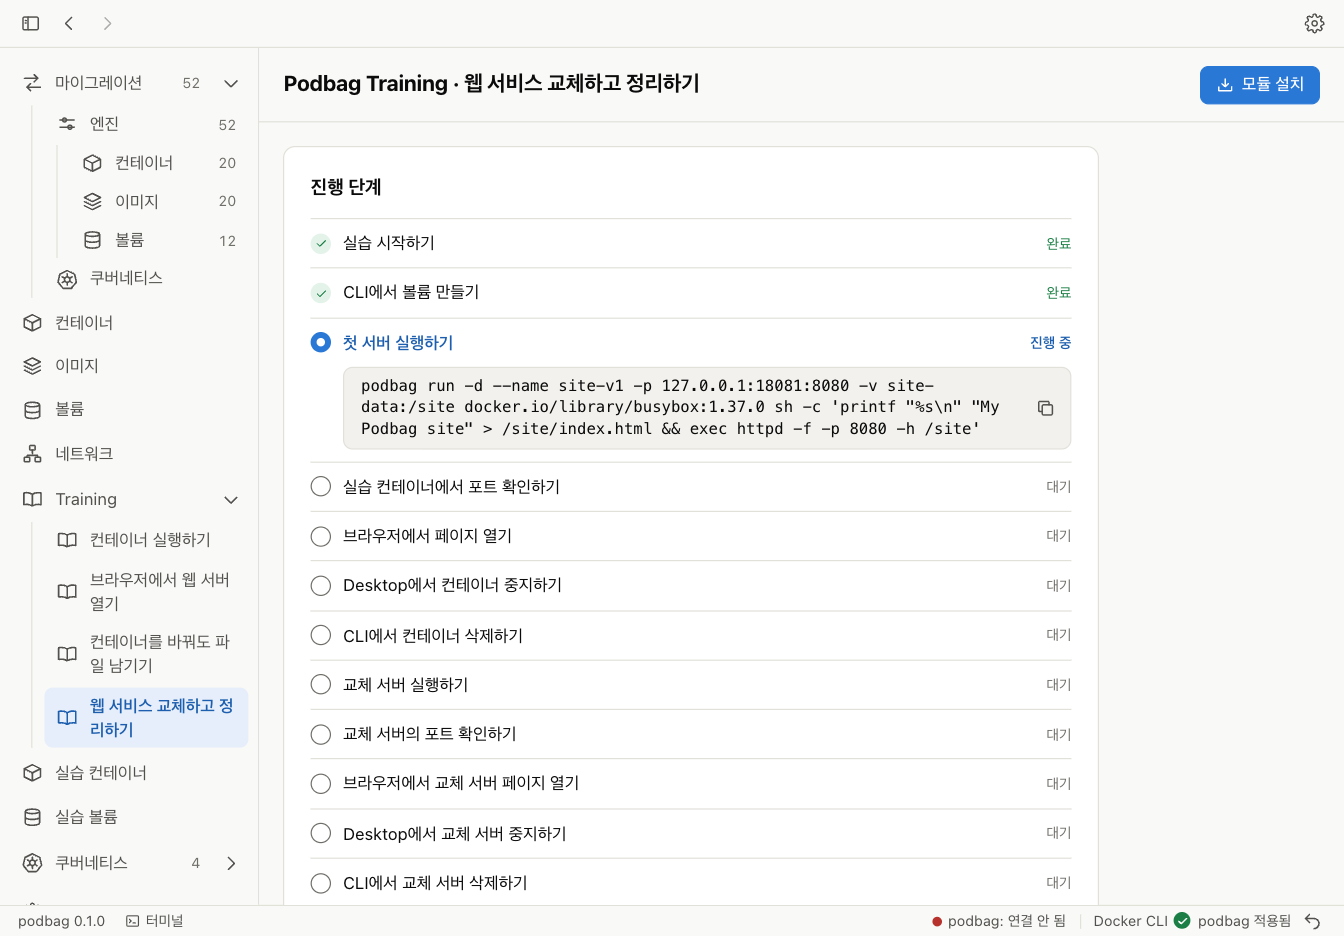 마이그레이션 52
엔진 52
컨테이너 20
이미지 20
볼륨 12
쿠버네티스
컨테이너
이미지
볼륨
네트워크
Training
컨테이너 실행하기
브라우저에서 웹 서버
열기
컨테이너를 바꿔도 파
일 남기기
웹 서비스 교체하고 정
리하기
실습 컨테이너
실습 볼륨
쿠버네티스 4
Podbag Training · 웹 서비스 교체하고 정리하기
모듈 설치
진행 단계
실습 시작하기 완료
CLI에서 볼륨 만들기 완료
첫 서버 실행하기 진행 중
podbag run -d --name site-v1 -p 127.0.0.1:18081:8080 -v site-
data:/site docker.io/library/busybox:1.37.0 sh -c 'printf "%s\n" "My
Podbag site" > /site/index.html && exec httpd -f -p 8080 -h /site'
실습 컨테이너에서 포트 확인하기 대기
브라우저에서 페이지 열기 대기
Desktop에서 컨테이너 중지하기 대기
CLI에서 컨테이너 삭제하기 대기
교체 서버 실행하기 대기
교체 서버의 포트 확인하기 대기
브라우저에서 교체 서버 페이지 열기 대기
Desktop에서 교체 서버 중지하기 대기
CLI에서 교체 서버 삭제하기 대기
podbag 0.1.0 터미널 podbag: 연결 안 됨 Docker CLI podbag 적용됨